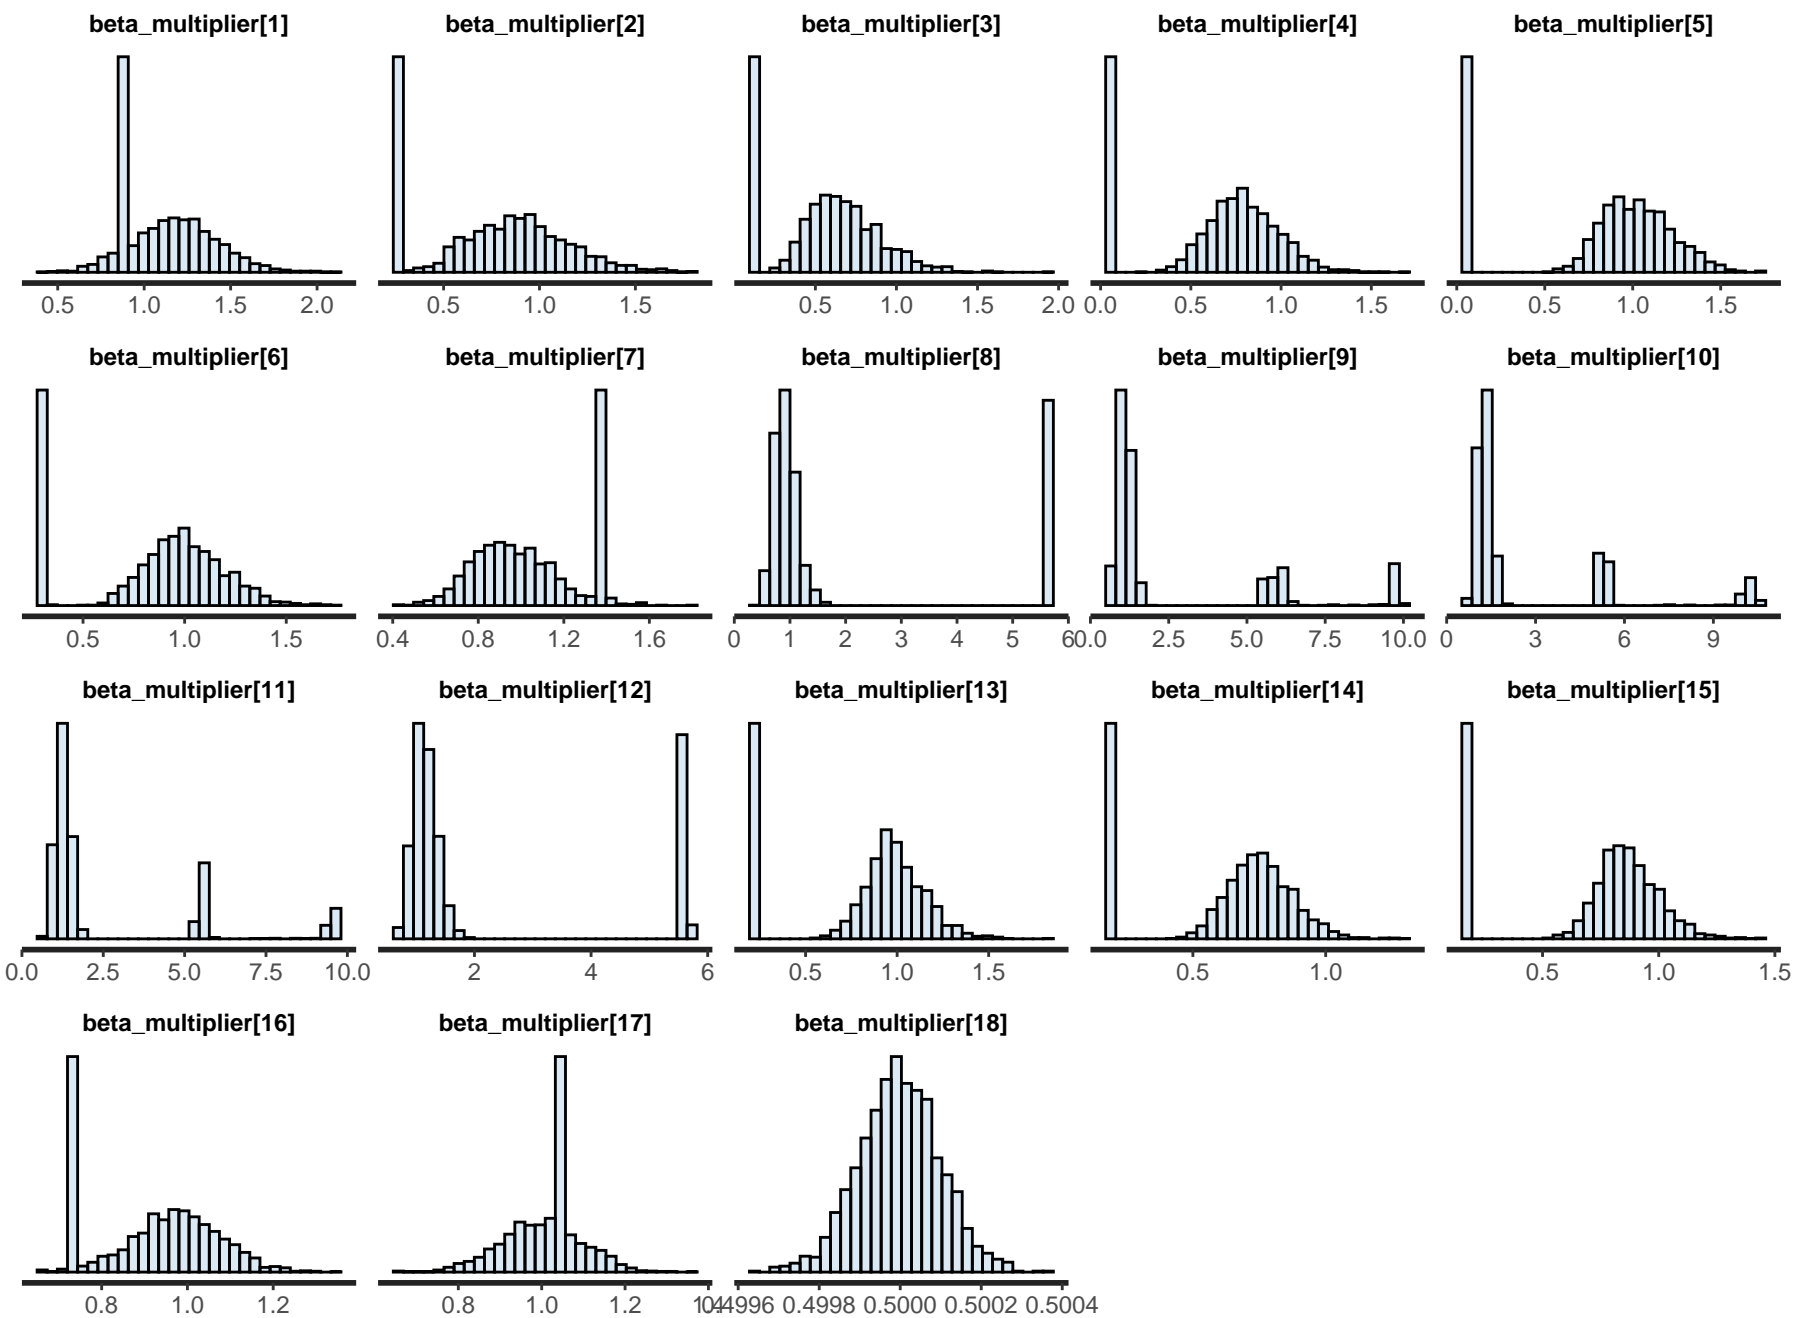 beta_multiplier[1] beta_multiplier[2] beta_multiplier[3] beta_multiplier[4] beta_multiplier[5]
0.5 1.0 1.5 2.0 0.5 1.0 1.5 0.5 1.0 1.5 2.0 0.0 0.5 1.0 1.5 0.0 0.5 1.0 1.5
beta_multiplier[6] beta_multiplier[7] beta_multiplier[8] beta_multiplier[9] beta_multiplier[10]
0.5 1.0 1.5 0.4 0.8 1.2 1.6 0 1 2 3 4 5 6 0.0 2.5 5.0 7.5 10.0 0 3 6 9
beta_multiplier[11] beta_multiplier[12] beta_multiplier[13] beta_multiplier[14] beta_multiplier[15]
0.0 2.5 5.0 7.5 10.0 2 4 6 0.5 1.0 1.5 0.5 1.0 0.5 1.0 1.5
beta_multiplier[16] beta_multiplier[17] beta_multiplier[18]
0.8 1.0 1.2 0.8 1.0 1.2 1.4 0.4996 0.4998 0.5000 0.5002 0.5004